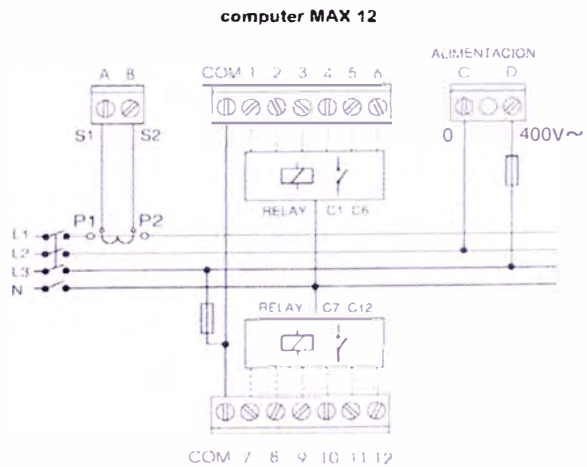 computer MAX 12
ALIMENTACION
A B
COM 1 2 3 4 5 6
C D
S1 S2
0 400V~
RELAY C1 C6
P1 P2
L1
L2
L3
N
RELAY C7 C12
COM 7 8 9 10 11 12